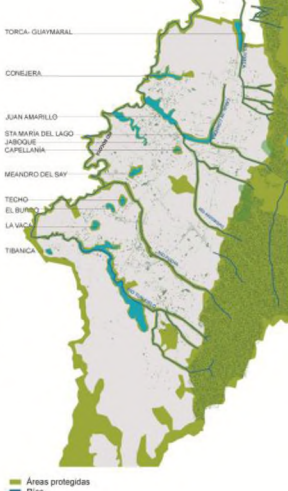 TORCA- GUAYMARAL
CONEJERA
JUAN AMARILLO
STA MARÍA DEL LAGO
JABOQUE
CAPELLANÍA
MEANDRO DEL SAY
TECHO
EL BURRO
LA VACA
TIBANICA
Áreas protegidas
Ríos